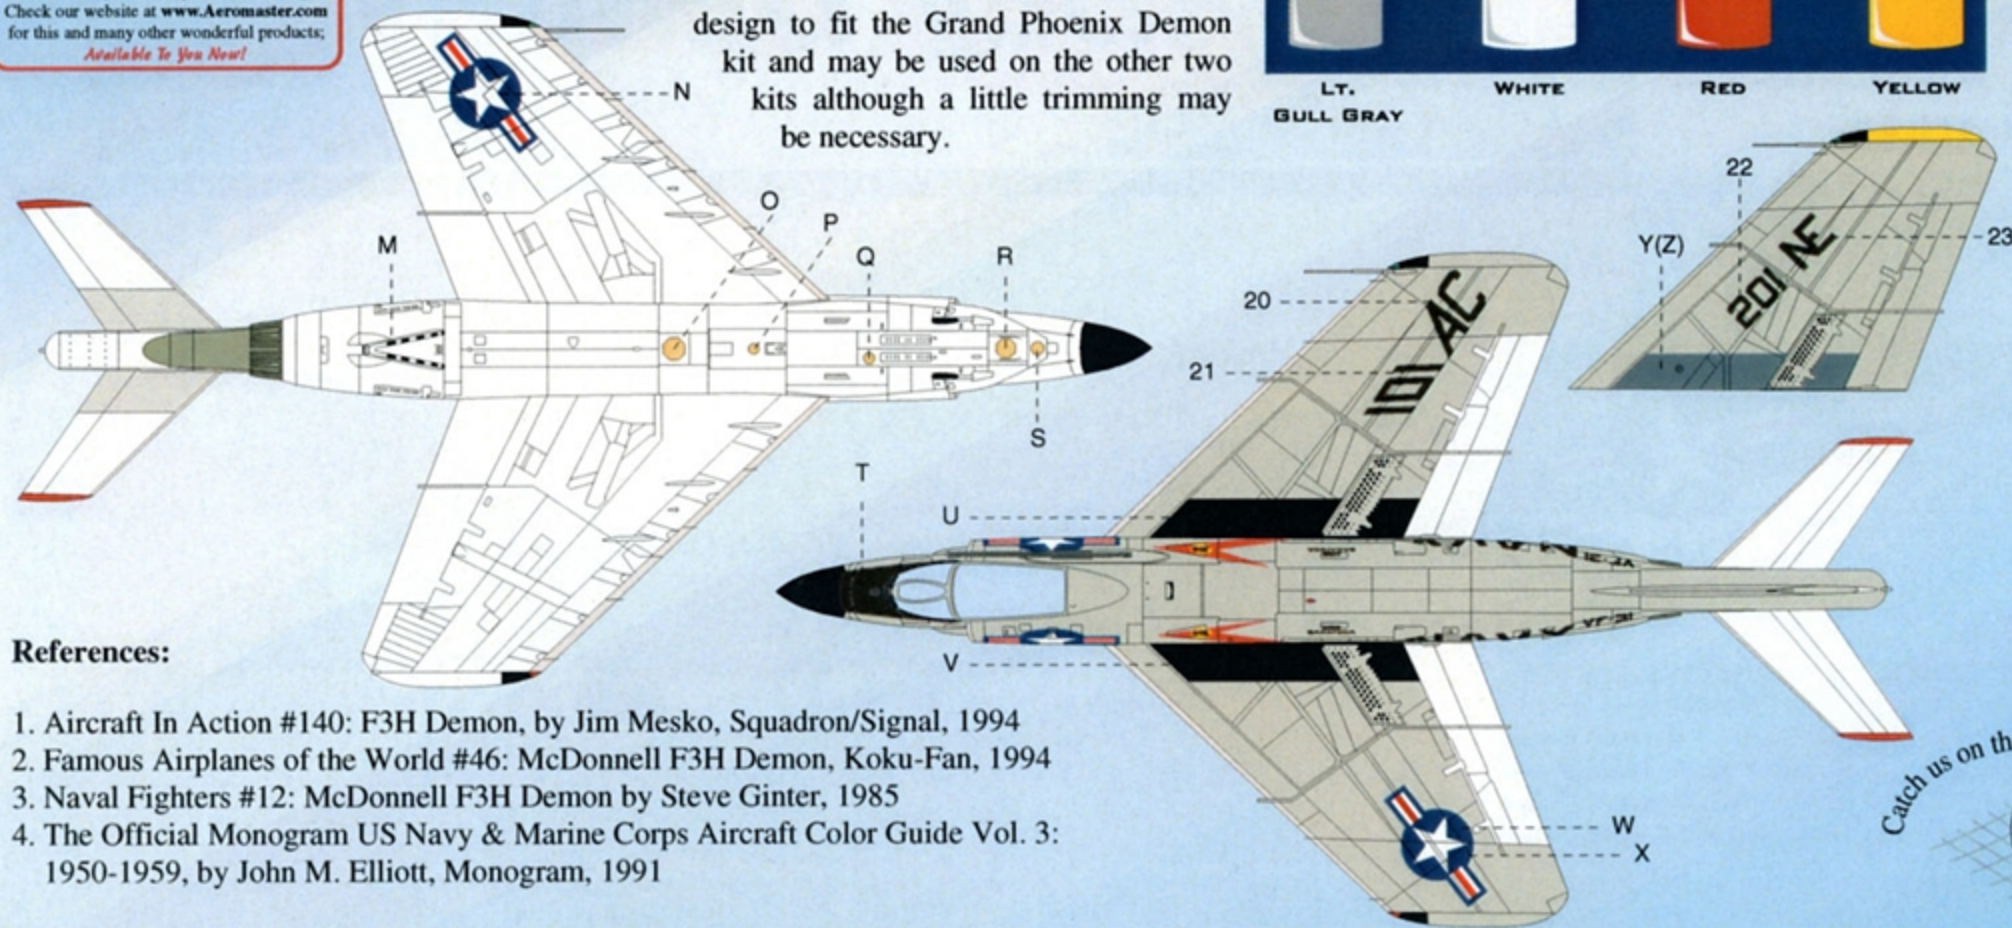 Check our website at www.Aeromaster.com
for this and many other wonderful products;
Available To You Now!
design to fit the Grand Phoenix Demon
kit and may be used on the other two
kits although a little trimming may
be necessary.
LT.
GULL GRAY
WHITE
RED
YELLOW
N
O
P
M
Q
R
S
T
U
V
W
X
20
21
22
23
Y(Z)
201 NE
101 AC
References:
1. Aircraft In Action #140: F3H Demon, by Jim Mesko, Squadron/Signal, 1994
2. Famous Airplanes of the World #46: McDonnell F3H Demon, Koku-Fan, 1994
3. Naval Fighters #12: McDonnell F3H Demon by Steve Ginter, 1985
4. The Official Monogram US Navy & Marine Corps Aircraft Color Guide Vol. 3:
1950-1959, by John M. Elliott, Monogram, 1991
Catch us on th